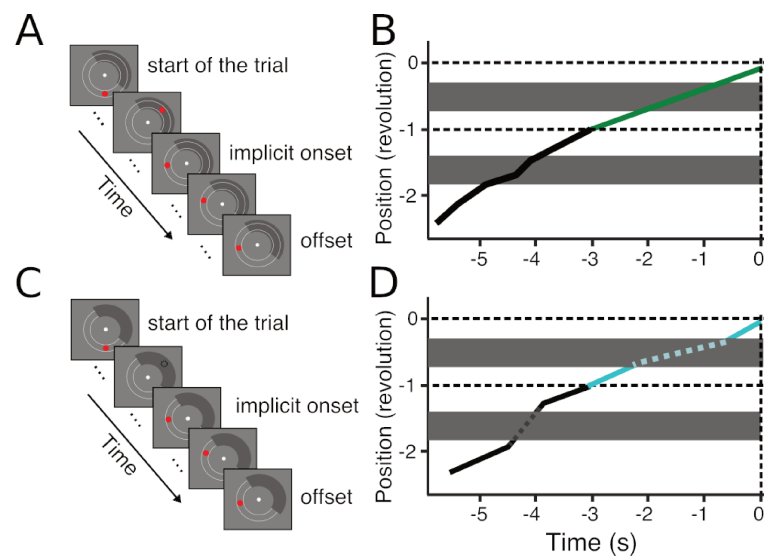 A
start of the trial
...
implicit onset
Time
...
...
offset
B
Position (revolution)
0
-1
-2
-5
-4
-3
-2
-1
0
C
start of the trial
...
implicit onset
Time
...
...
offset
D
Position (revolution)
0
-1
-2
-5
-4
-3
-2
-1
0
Time (s)